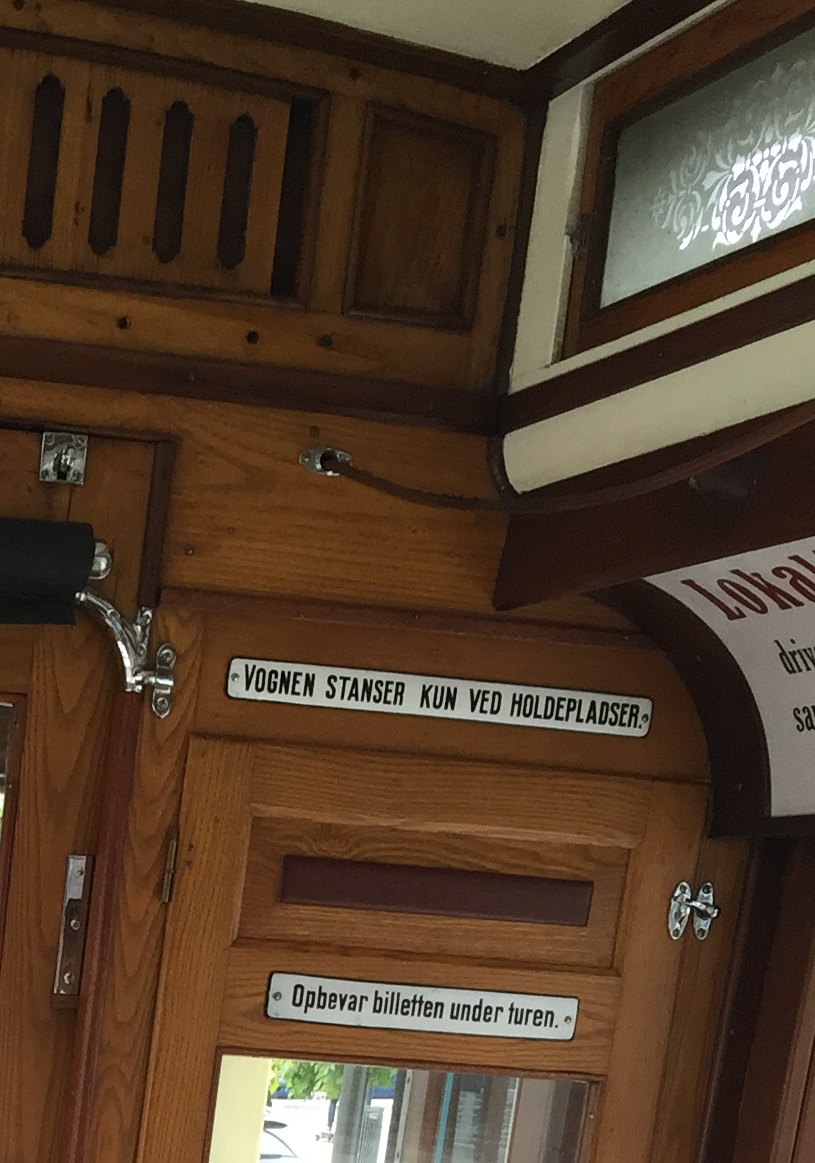 VOGNEN STANSER KUN VED HOLDEPLADSER.
Opbevar billetten under turen.